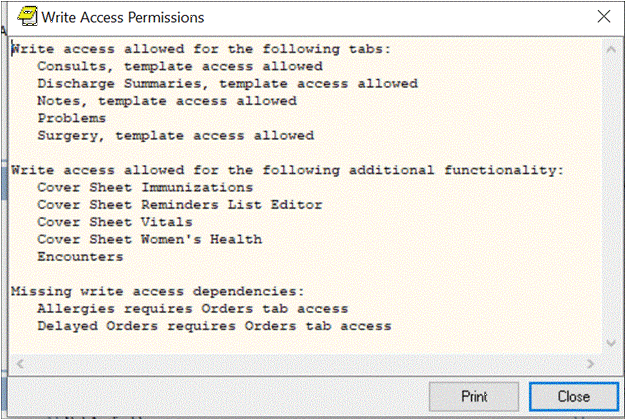 Write Access Permissions
Write access allowed for the following tabs:
Consults, template access allowed
Discharge Summaries, template access allowed
Notes, template access allowed
Problems
Surgery, template access allowed
Write access allowed for the following additional functionality:
Cover Sheet Immunizations
Cover Sheet Reminders List Editor
Cover Sheet Vitals
Cover Sheet Women's Health
Encounters
Missing write access dependencies:
Allergies requires Orders tab access
Delayed Orders requires Orders tab access
Print
Close